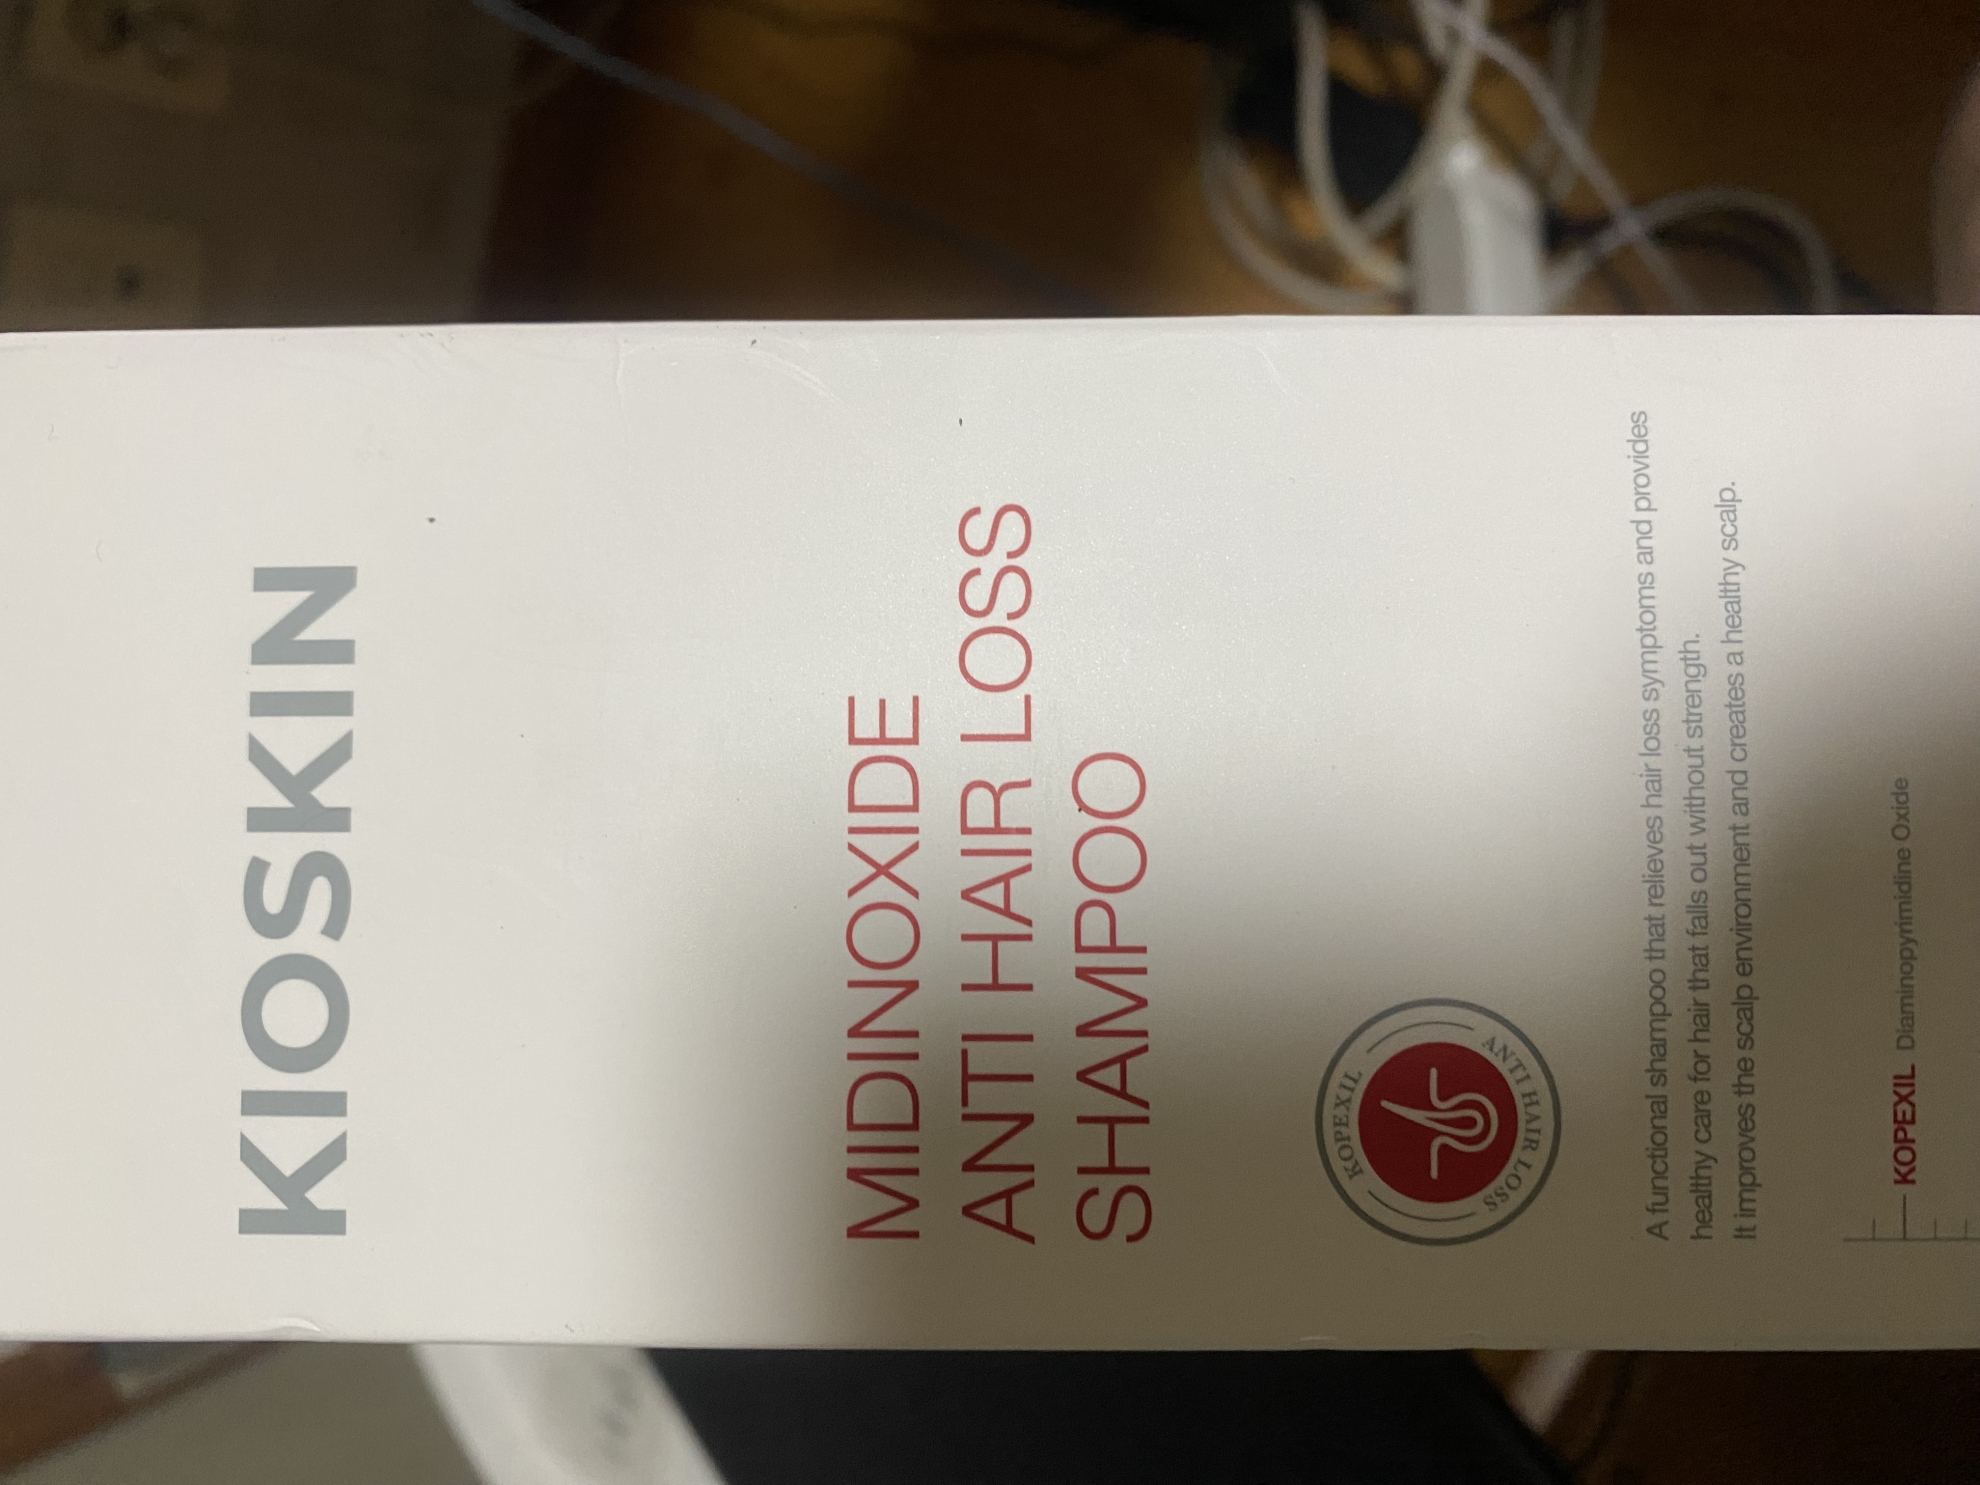 KIOSKIN
MIDINOXIDE
ANTI HAIR LOSS
SHAMPOO
KOPEXIL
ANTI HAIR LOSS
A functional shampoo that relieves hair loss symptoms and provides
healthy care for hair that falls out without strength.
It improves the scalp environment and creates a healthy scalp.
KOPEXIL Diaminopyrimidine Oxide